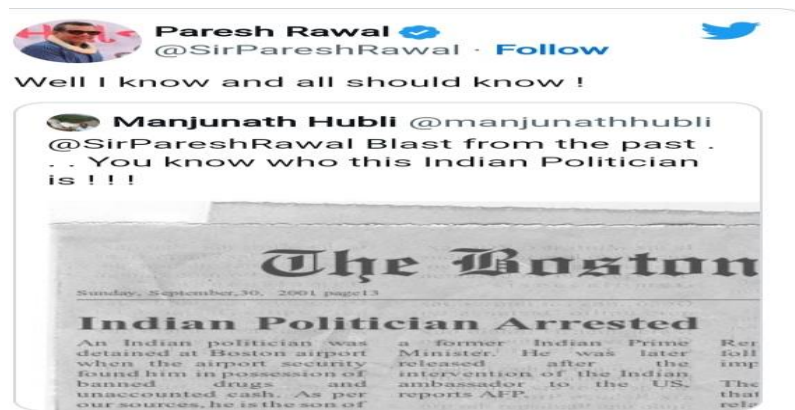 Paresh Rawal
@SirPareshRawal · Follow
Well I know and all should know !
Manjunath Hubli @manjunathhubli
@SirPareshRawal Blast from the past .
. . You know who this Indian Politician
is ! ! !
The Boston
Sunday, September,30, 2001 page13
Indian Politician Arrested
An Indian politician was
detained at Boston airport
when the airport security
found him in possession of
banned drugs and
unaccounted cash. As per
our sources, he is the son of
a former Indian Prime
Minister. He was later
released after the
intervention of the Indian
ambassador to the US,
reports AFP.